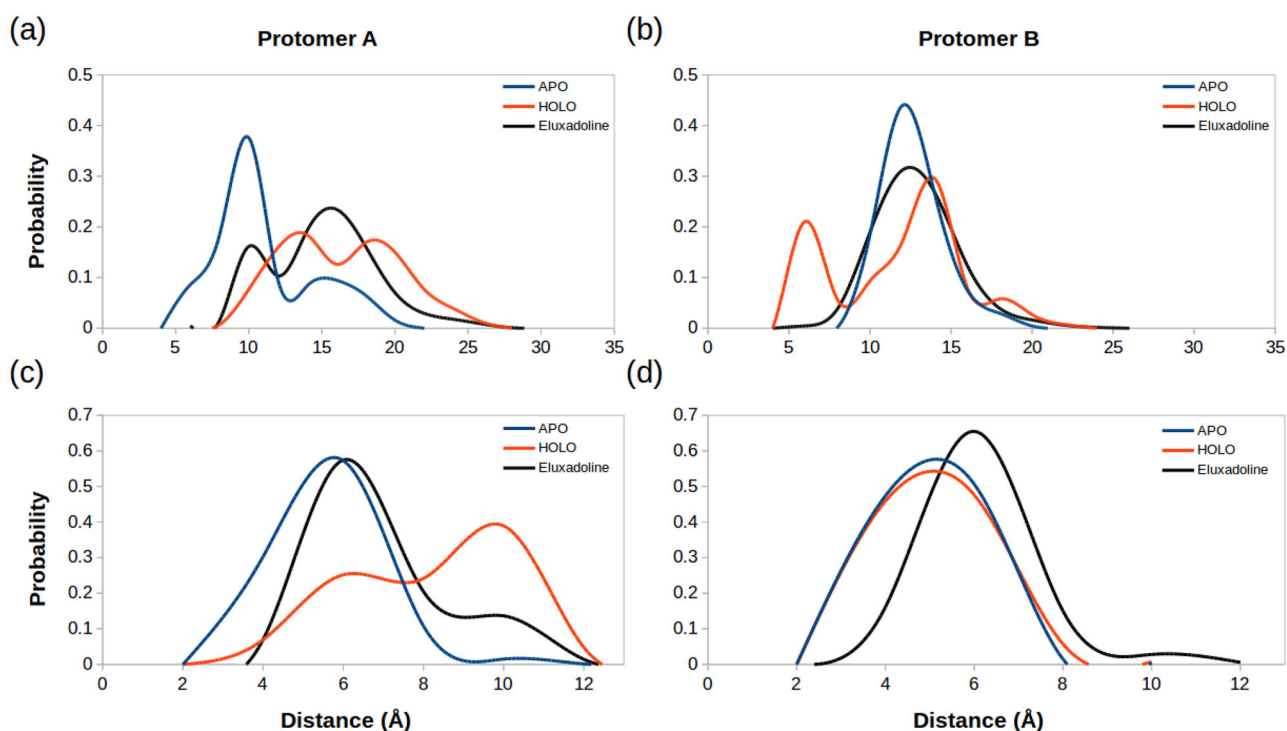 (a)
Protomer A
(b)
Protomer B
Probability
0.5
0.4
0.3
0.2
0.1
0
0 5 10 15 20 25 30 35
APO
HOLO
Eluxadoline
0.5
0.4
0.3
0.2
0.1
0
0 5 10 15 20 25 30 35
APO
HOLO
Eluxadoline
(c)
(d)
Probability
0.7
0.6
0.5
0.4
0.3
0.2
0.1
0
0 2 4 6 8 10 12
APO
HOLO
Eluxadoline
Distance (Å)
0.7
0.6
0.5
0.4
0.3
0.2
0.1
0
0 2 4 6 8 10 12
APO
HOLO
Eluxadoline
Distance (Å)